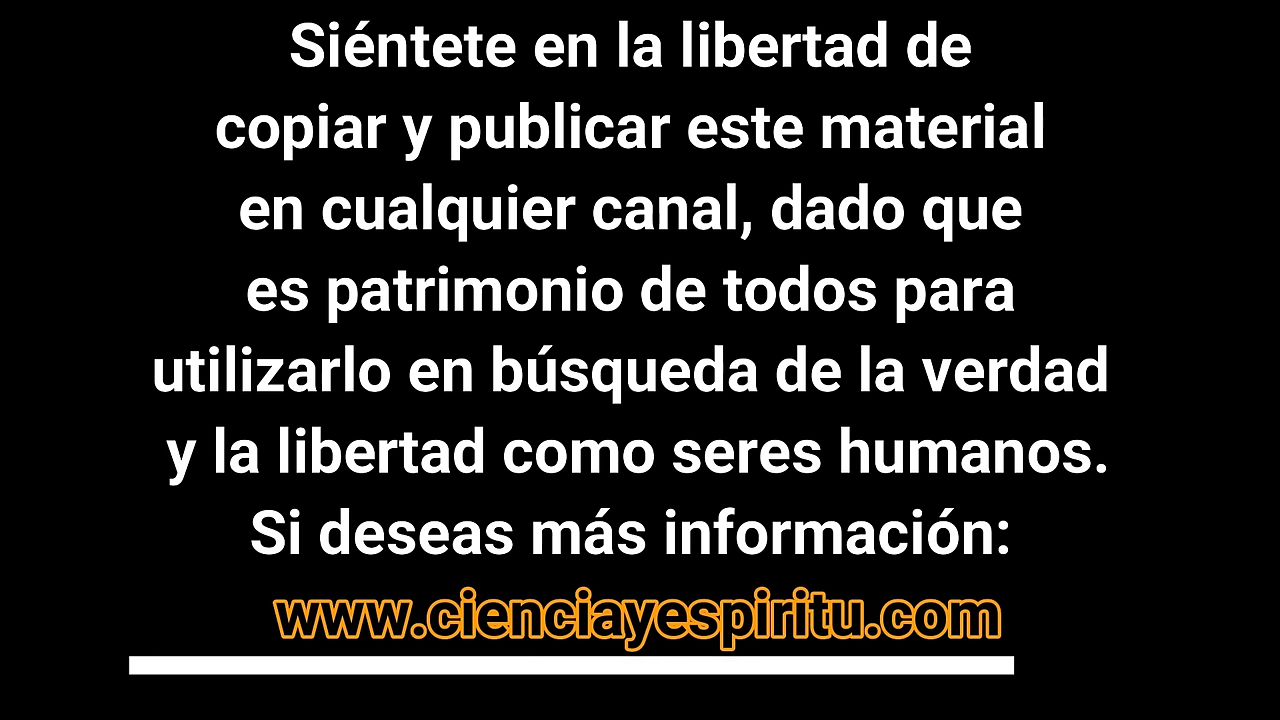 Siéntete en la libertad de
copiar y publicar este material
en cualquier canal, dado que
es patrimonio de todos para
utilizarlo en búsqueda de la verdad
y la libertad como seres humanos.
Si deseas más información:
www.cienciayespiritu.com